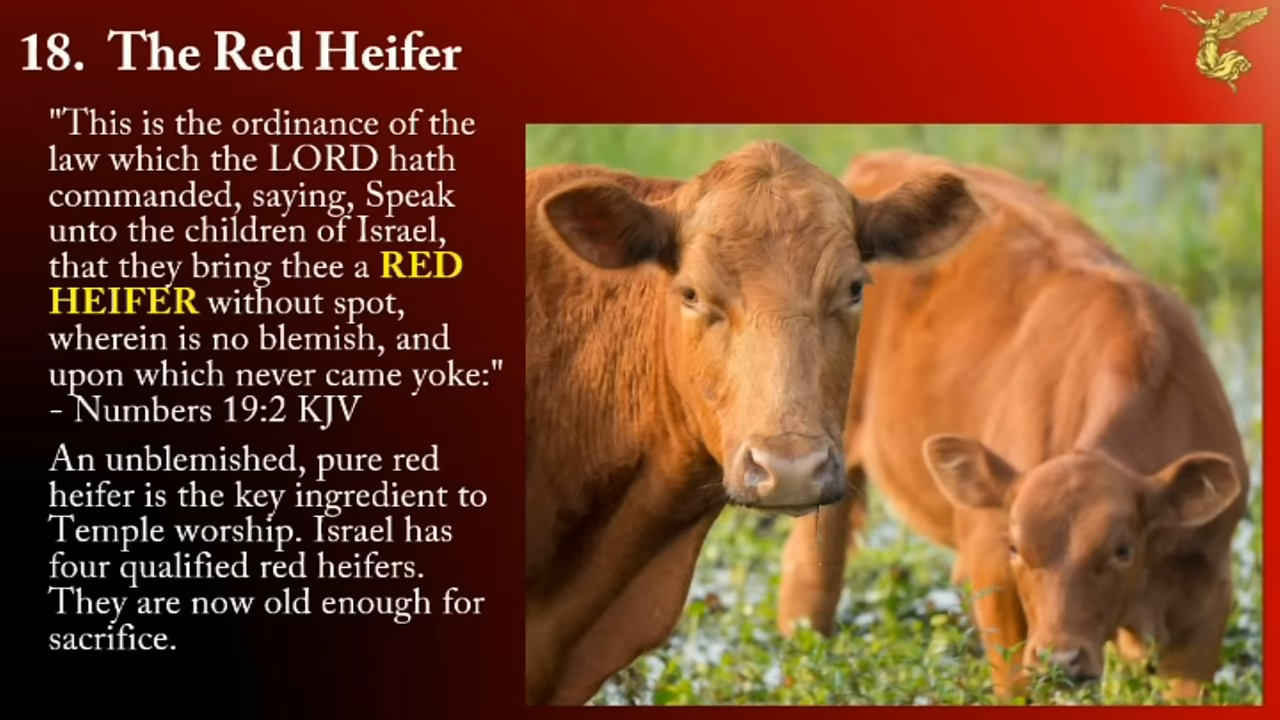 18. The Red Heifer
"This is the ordinance of the
law which the LORD hath
commanded, saying, Speak
unto the children of Israel,
that they bring thee a RED
HEIFER without spot,
wherein is no blemish, and
upon which never came yoke:"
- Numbers 19:2 KJV
An unblemished, pure red
heifer is the key ingredient to
Temple worship. Israel has
four qualified red heifers.
They are now old enough for
sacrifice.